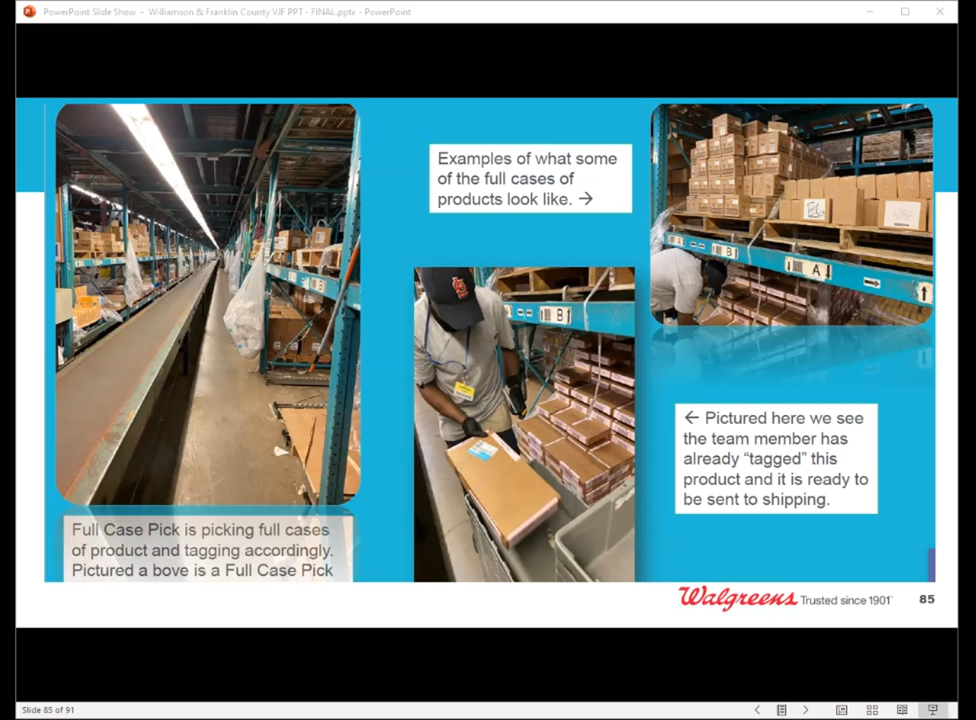 PowerPoint Slide Show - Williamson & Franklin County VJF PPT - FINAL.pptx - PowerPoint
Examples of what some
of the full cases of
products look like. →
B
A
B
← Pictured here we see
the team member has
already “tagged” this
product and it is ready to
be sent to shipping.
Full Case Pick is picking full cases
of product and tagging accordingly.
Pictured a bove is a Full Case Pick
Walgreens Trusted since 1901
85
Slide 85 of 91